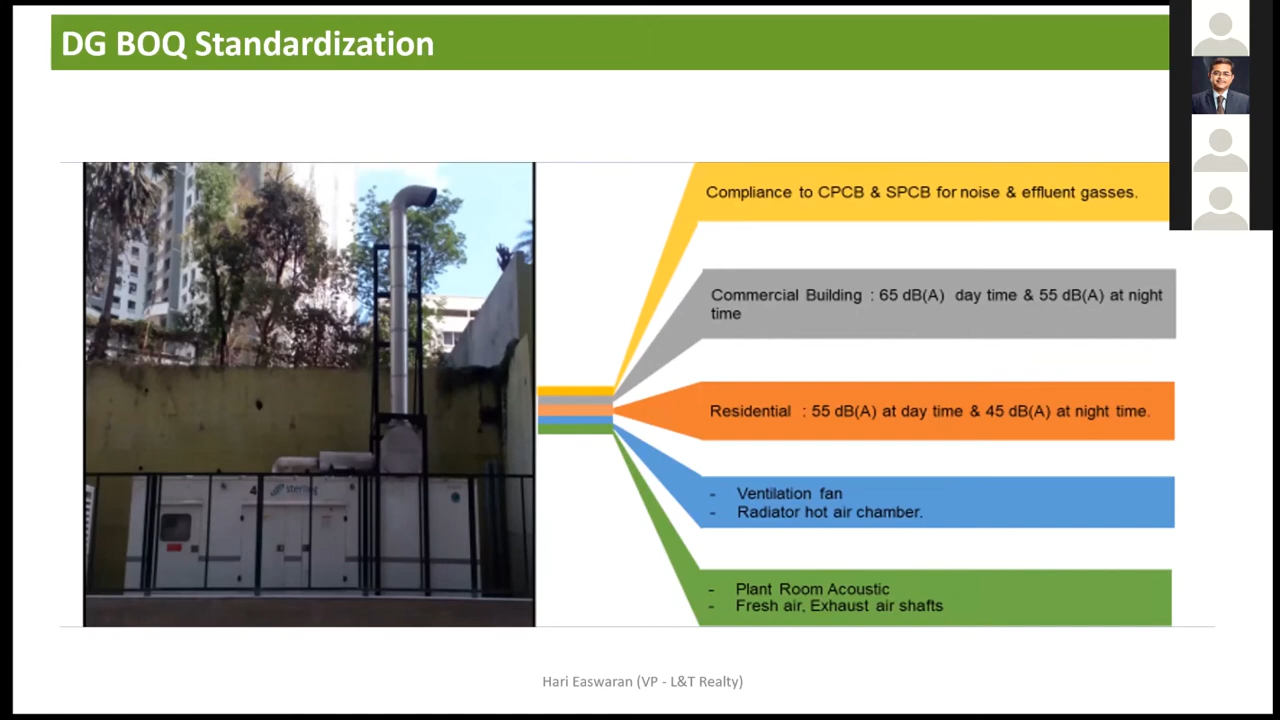 DG BOQ Standardization
Compliance to CPCB & SPCB for noise & effluent gasses.
Commercial Building : 65 dB(A) day time & 55 dB(A) at night
time
Residential : 55 dB(A) at day time & 45 dB(A) at night time.
- Ventilation fan
- Radiator hot air chamber.
- Plant Room Acoustic
- Fresh air, Exhaust air shafts
sterling
Hari Easwaran (VP - L&T Realty)